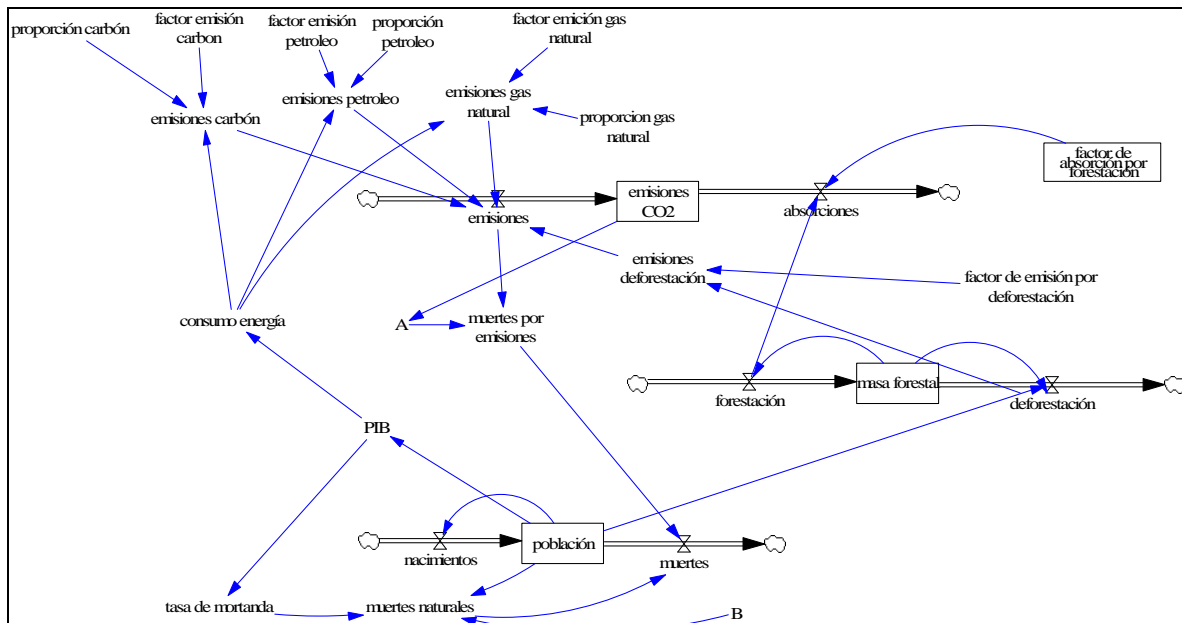 proporción carbón
factor emisión
carbon
factor emisión
petroleo
proporción
petroleo
factor emición gas
natural
emisiones carbón
emisiones petroleo
emisiones gas
natural
proporcion gas
natural
factor de
absorción por
forestación
emisiones
CO2
emisiones
absorciones
emisiones
deforestación
factor de emisión por
deforestación
consumo energía
A
muertes por
emisiones
masa forestal
forestación
deforestación
PIB
población
nacimientos
muertes
tasa de mortanda
muertes naturales
B